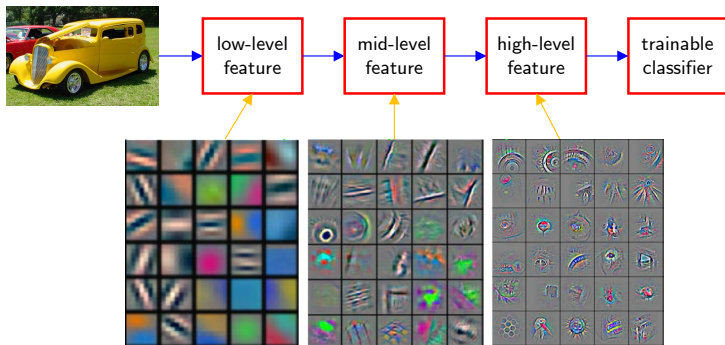 low-level
feature
mid-level
feature
high-level
feature
trainable
classifier